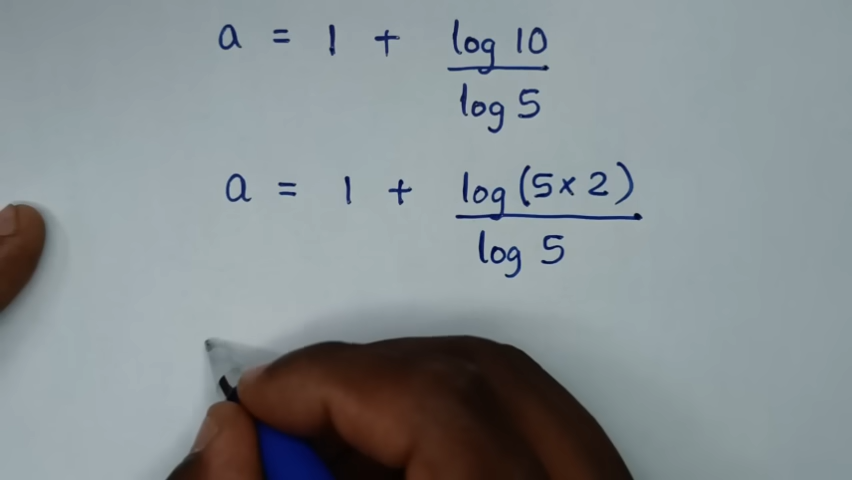 a = 1 + log 10 / log 5
a = 1 + log (5 × 2) / log 5